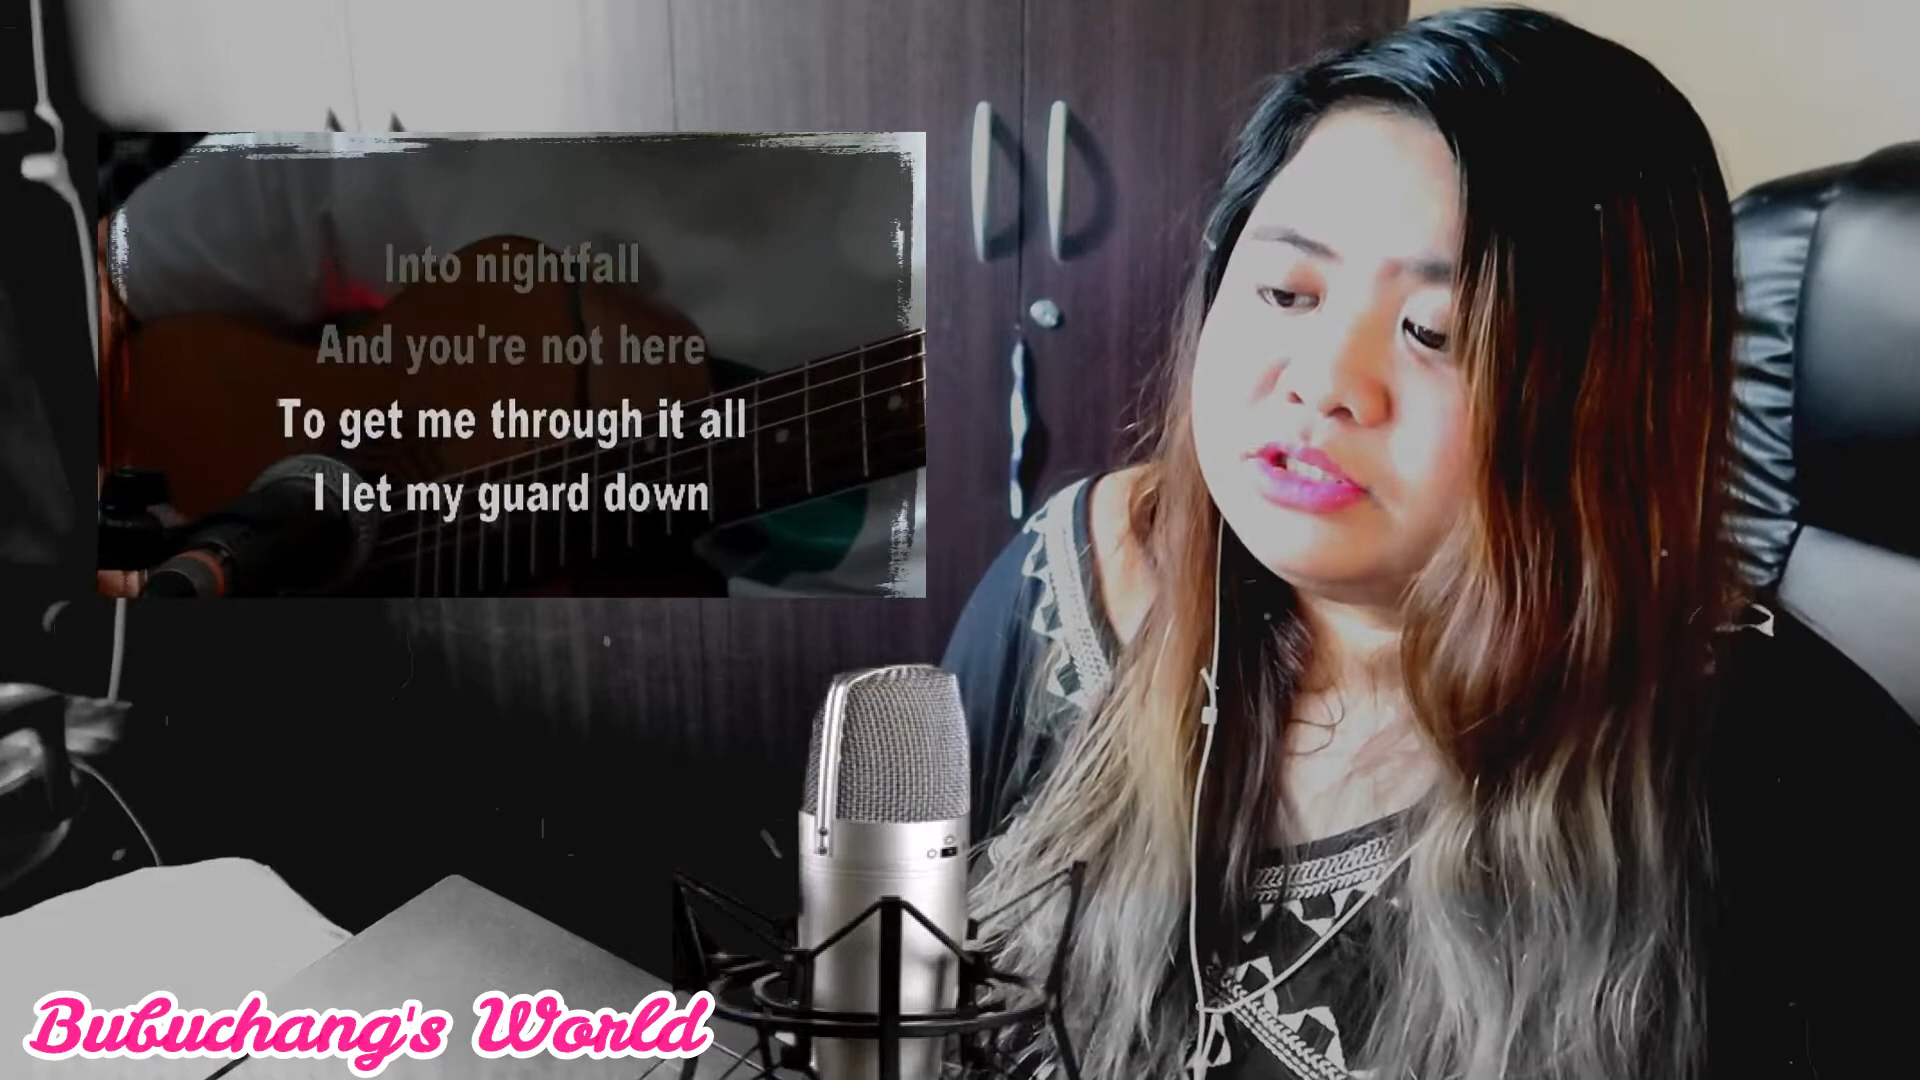 Into nightfall
And you're not here
To get me through it all
I let my guard down
Bubuchang's World